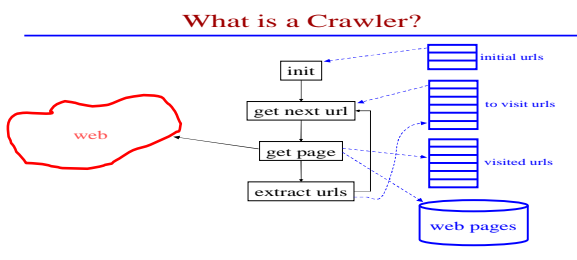 What is a Crawler?
initial urls
init
to visit urls
get next url
web
get page
visited urls
extract urls
web pages